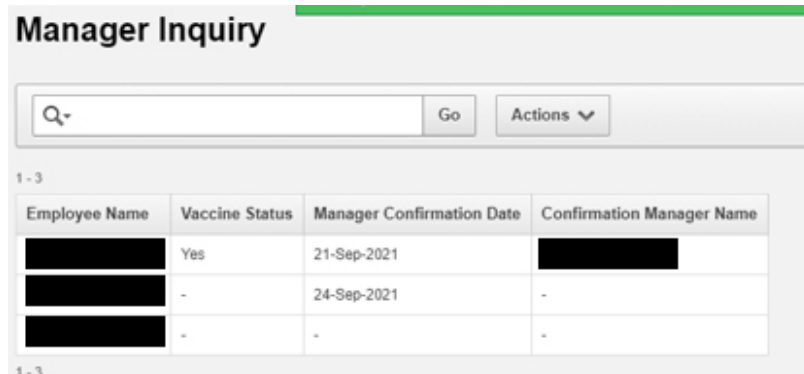 Manager Inquiry
Go Actions
1 - 3
Employee Name Vaccine Status Manager Confirmation Date Confirmation Manager Name
Yes 21-Sep-2021
- 24-Sep-2021 -
- - -
1 - 3